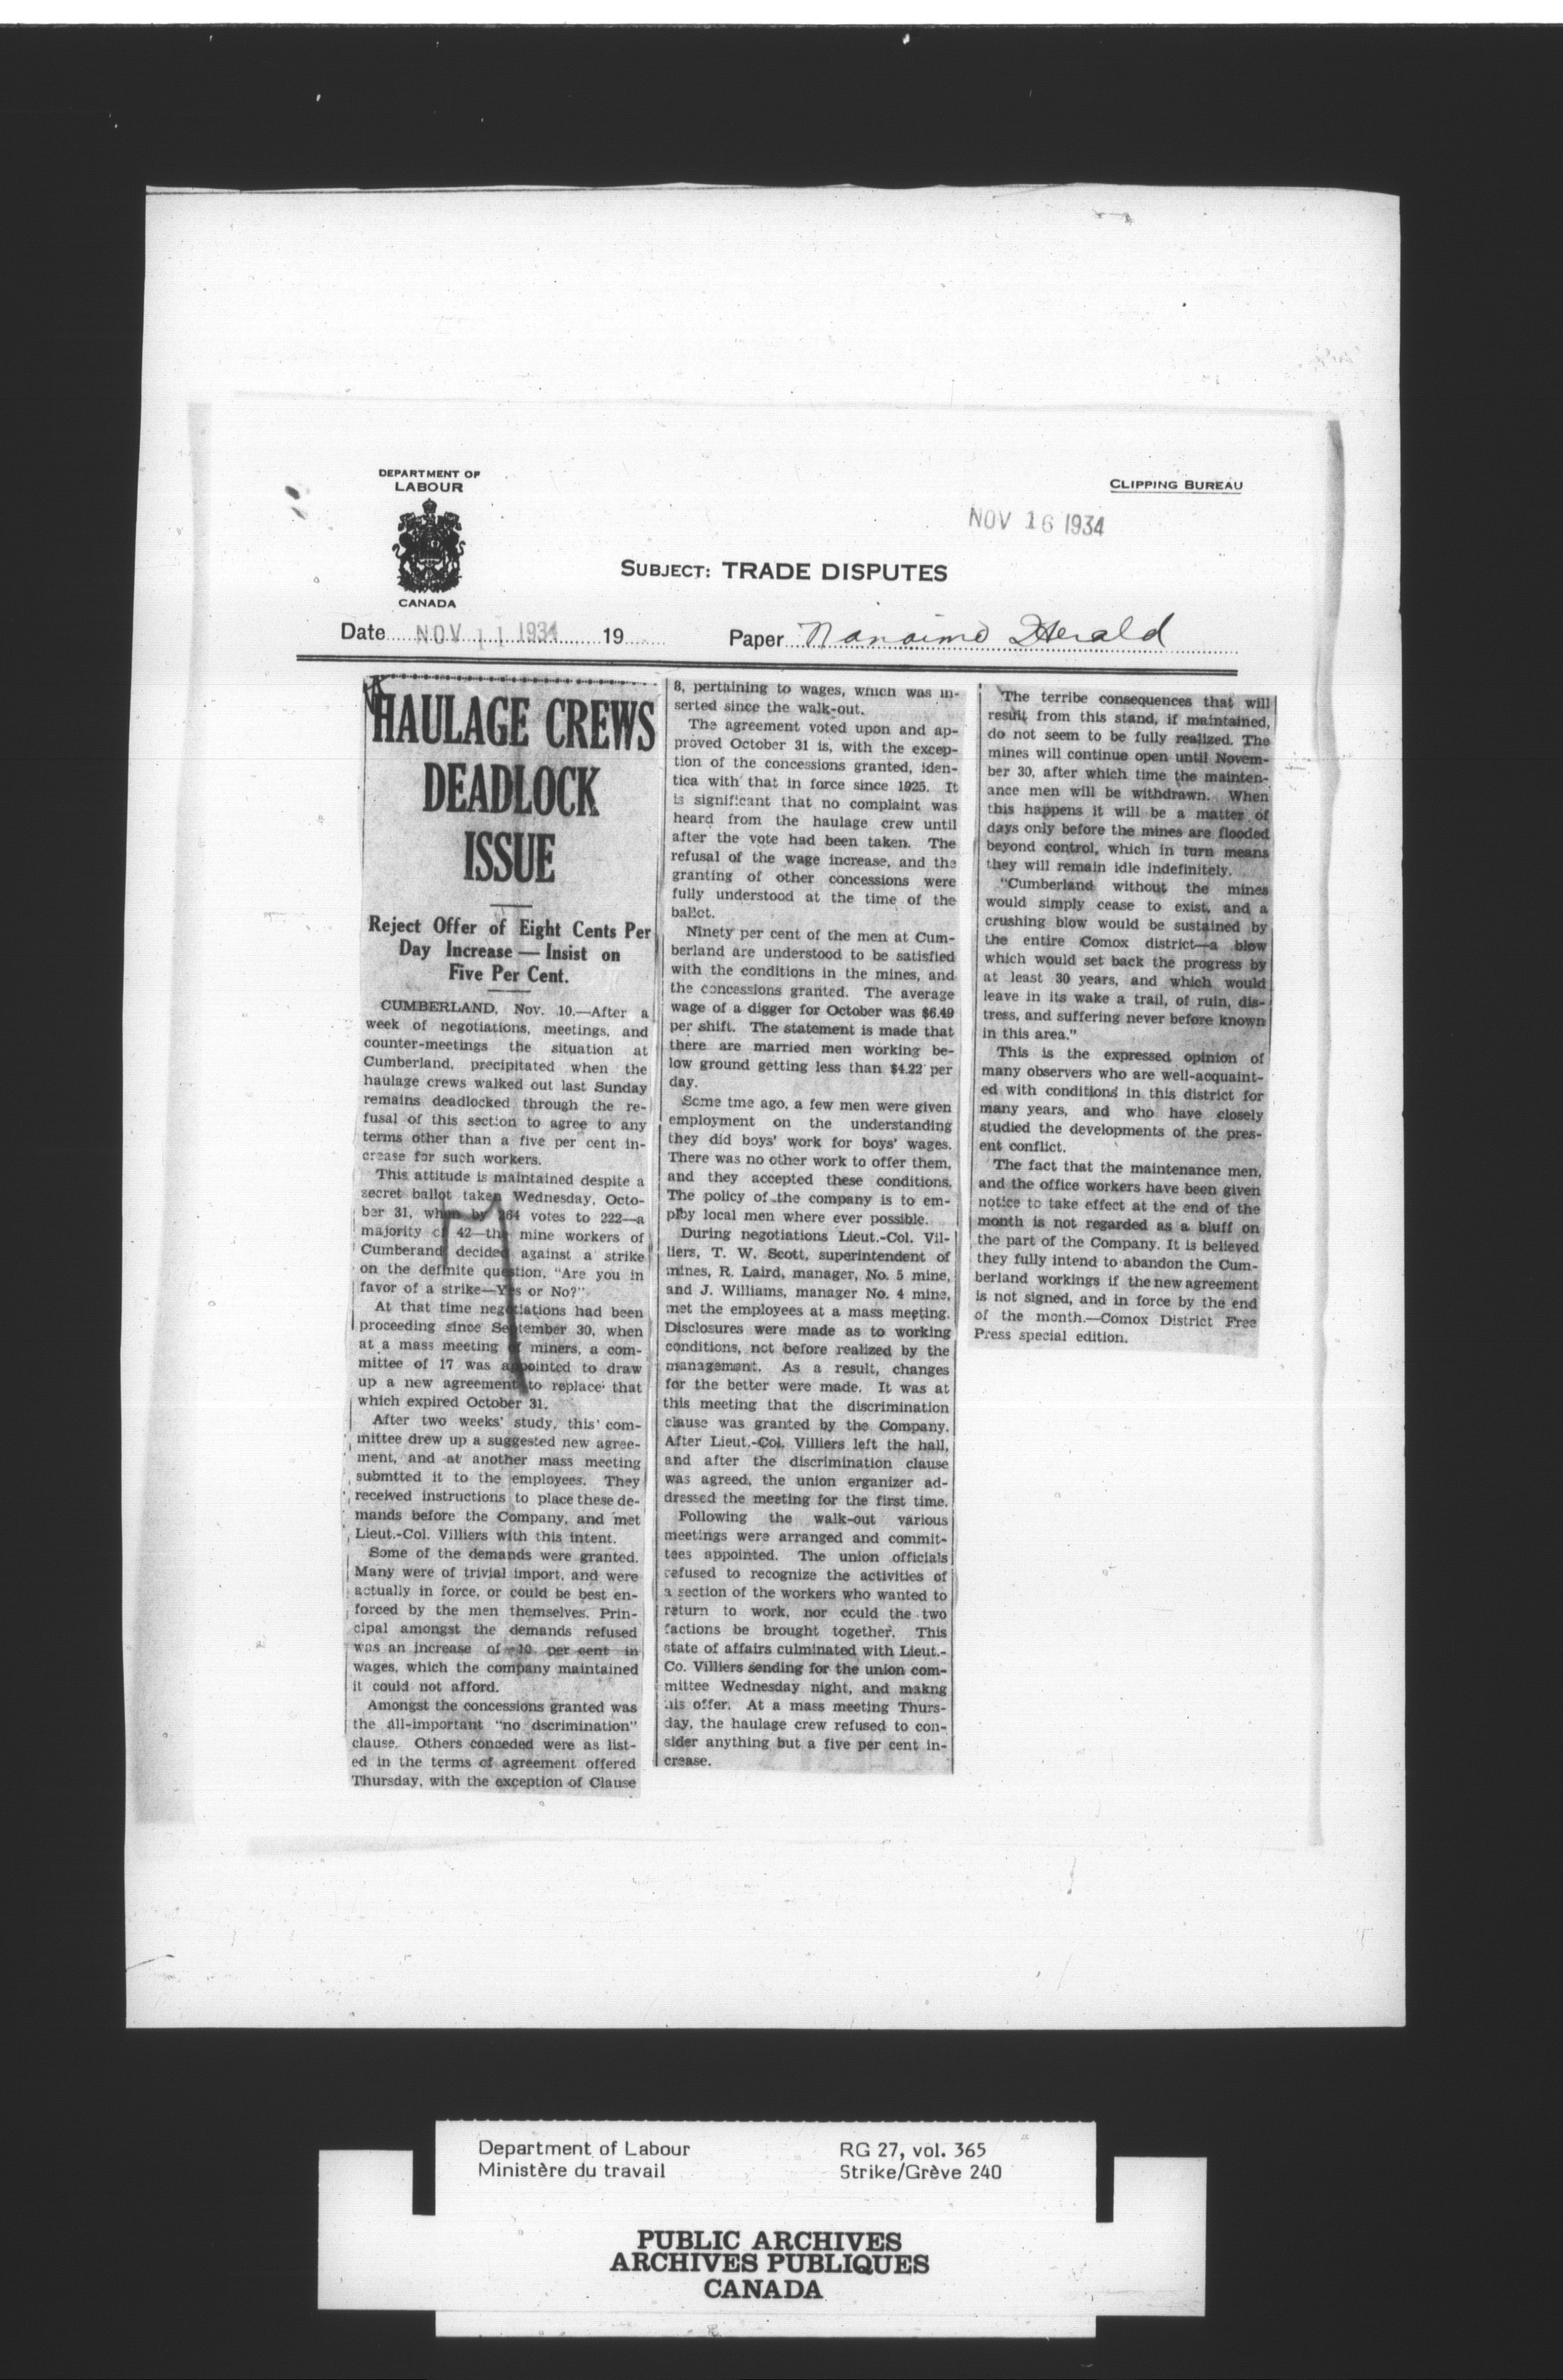 DEPARTMENT OF
LABOUR
CANADA
CLIPPING BUREAU
NOV 16 1934
SUBJECT: TRADE DISPUTES
Date NOV 11 1934 19
Paper Nanaimo Herald
HAULAGE CREWS
DEADLOCK
ISSUE
Reject Offer of Eight Cents Per
Day Increase — Insist on
Five Per Cent.
CUMBERLAND, Nov. 10.—After a
week of negotiations, meetings, and
counter-meetings the situation at
Cumberland, precipitated when the
haulage crews walked out last Sunday
remains deadlocked through the re-
fusal of this section to agree to any
terms other than a five per cent in-
crease for such workers.
This attitude is maintained despite a
secret ballot taken Wednesday, Octo-
ber 31, when by 264 votes to 222—a
majority of 42—the mine workers of
Cumberand decided against a strike
on the definite question, "Are you in
favor of a strike—Yes or No?".
At that time negotiations had been
proceeding since September 30, when
at a mass meeting of miners, a com-
mittee of 17 was appointed to draw
up a new agreement to replace that
which expired October 31.
After two weeks' study, this com-
mittee drew up a suggested new agree-
ment, and at another mass meeting
submtted it to the employees. They
received instructions to place these de-
mands before the Company, and met
Lieut.-Col. Villiers with this intent.
Some of the demands were granted.
Many were of trivial import, and were
actually in force, or could be best en-
forced by the men themselves. Prin-
cipal amongst the demands refused
was an increase of 10 per cent in
wages, which the company maintained
it could not afford.
Amongst the concessions granted was
the all-important "no dscrimination"
clause. Others conceded were as list-
ed in the terms of agreement offered
Thursday, with the exception of Clause
8, pertaining to wages, which was in-
serted since the walk-out.
The agreement voted upon and ap-
proved October 31 is, with the excep-
tion of the concessions granted, iden-
tica with that in force since 1925. It
is significant that no complaint was
heard from the haulage crew until
after the vote had been taken. The
refusal of the wage increase, and the
granting of other concessions were
fully understood at the time of the
ballot.
Ninety per cent of the men at Cum-
berland are understood to be satisfied
with the conditions in the mines, and
the concessions granted. The average
wage of a digger for October was $6.49
per shift. The statement is made that
there are married men working be-
low ground getting less than $4.22 per
day.
Some tme ago, a few men were given
employment on the understanding
they did boys' work for boys' wages.
There was no other work to offer them,
and they accepted these conditions.
The policy of the company is to em-
ploy local men where ever possible.
During negotiations Lieut.-Col. Vil-
liers, T. W. Scott, superintendent of
mines, R. Laird, manager, No. 5 mine,
and J. Williams, manager No. 4 mine,
met the employees at a mass meeting.
Disclosures were made as to working
conditions, not before realized by the
management. As a result, changes
for the better were made. It was at
this meeting that the discrimination
clause was granted by the Company.
After Lieut.-Col. Villiers left the hall,
and after the discrimination clause
was agreed, the union organizer ad-
dressed the meeting for the first time.
Following the walk-out various
meetings were arranged and commit-
tees appointed. The union officials
refused to recognize the activities of
a section of the workers who wanted to
return to work, nor could the two
factions be brought together. This
state of affairs culminated with Lieut.-
Co. Villiers sending for the union com-
mittee Wednesday night, and makng
his offer. At a mass meeting Thurs-
day, the haulage crew refused to con-
sider anything but a five per cent in-
crease.
The terribe consequences that will
result from this stand, if maintained,
do not seem to be fully realized. The
mines will continue open until Novem-
ber 30, after which time the mainten-
ance men will be withdrawn. When
this happens it will be a matter of
days only before the mines are flooded
beyond control, which in turn means
they will remain idle indefinitely.
"Cumberland without the mines
would simply cease to exist, and a
crushing blow would be sustained by
the entire Comox district—a blow
which would set back the progress by
at least 30 years, and which would
leave in its wake a trail, of ruin, dis-
tress, and suffering never before known
in this area."
This is the expressed opinion of
many observers who are well-acquaint-
ed with conditions in this district for
many years, and who have closely
studied the developments of the pres-
ent conflict.
The fact that the maintenance men,
and the office workers have been given
notice to take effect at the end of the
month is not regarded as a bluff on
the part of the Company. It is believed
they fully intend to abandon the Cum-
berland workings if the new agreement
is not signed, and in force by the end
of the month.—Comox District Free
Press special edition.
Department of Labour
Ministère du travail
RG 27, vol. 365
Strike/Grève 240
PUBLIC ARCHIVES
ARCHIVES PUBLIQUES
CANADA